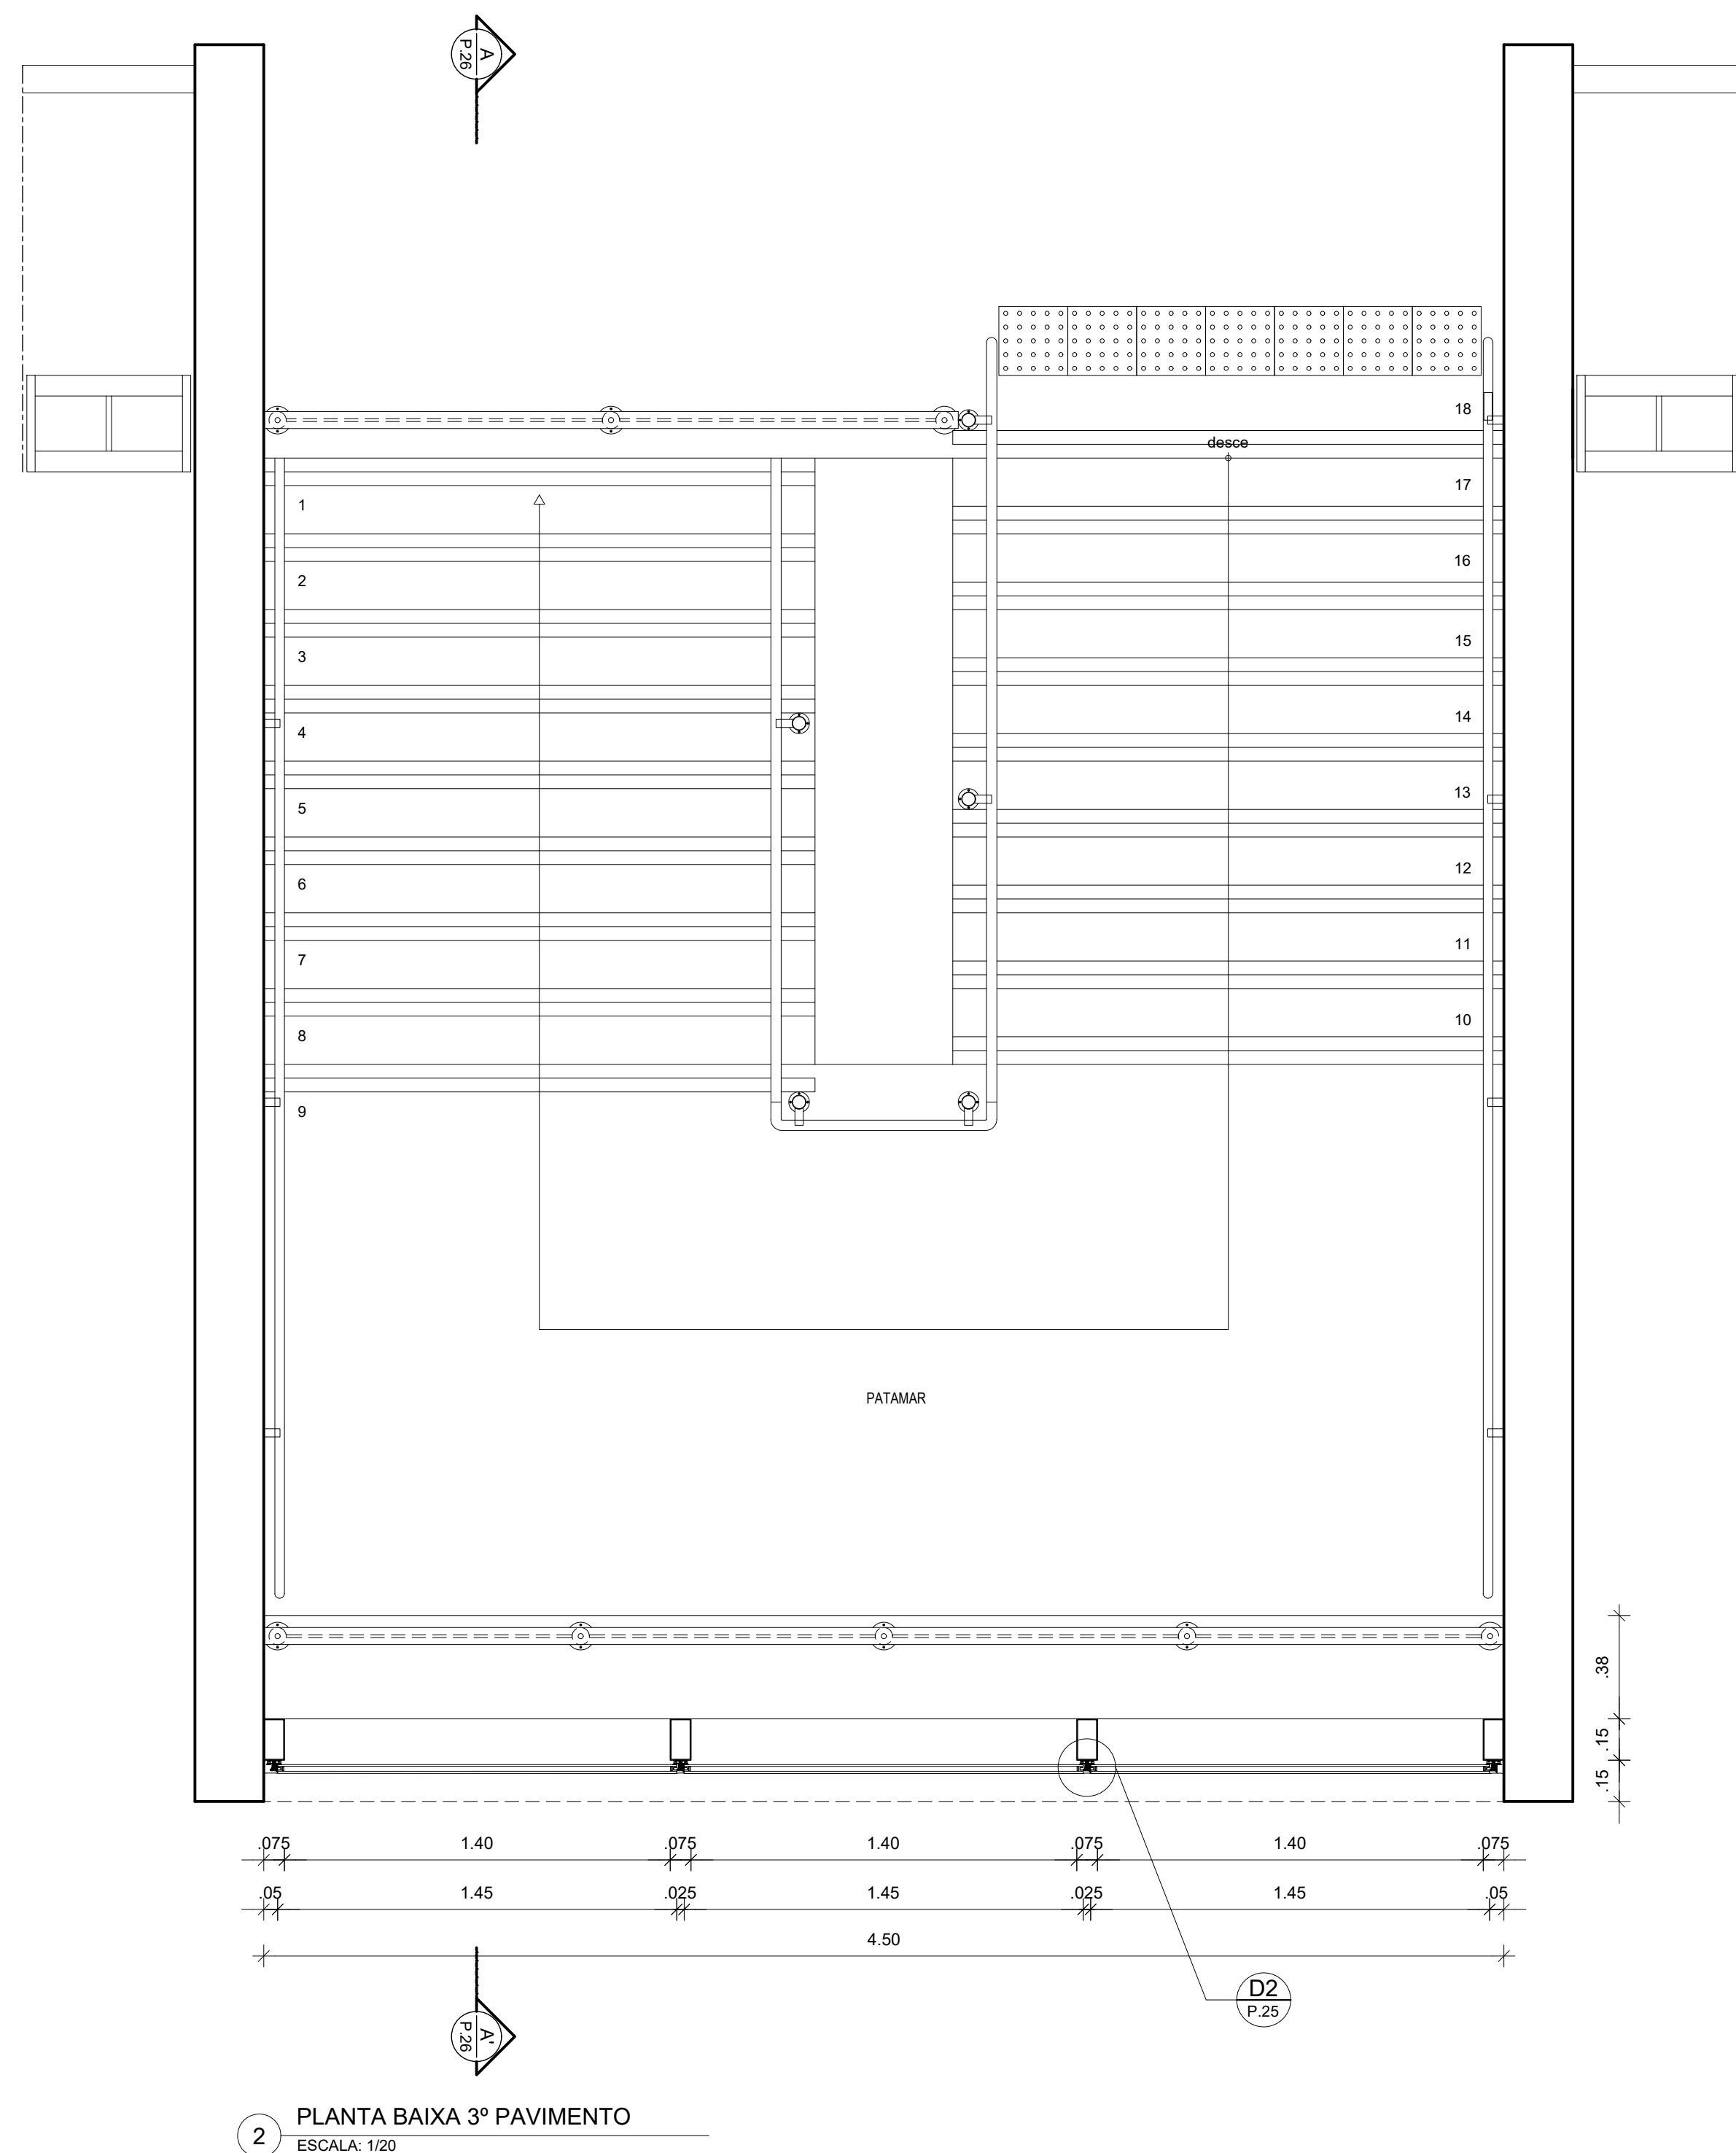 A
P.26
18
desce
1
17
2
16
3
15
4
14
5
13
6
12
7
11
8
10
9
PATAMAR
.38
.15
.15
.075 1.40 .075 1.40 .075 1.40 .075
.05 1.45 .025 1.45 .025 1.45 .05
4.50
D2
P.25
A'
P.26
2
PLANTA BAIXA 3º PAVIMENTO
ESCALA: 1/20